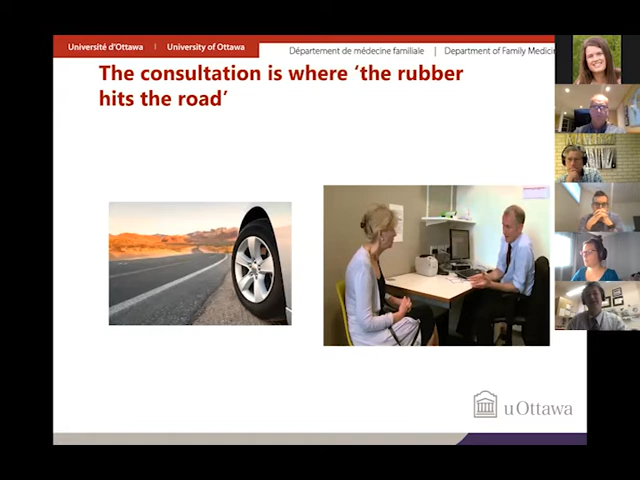 Université d'Ottawa | University of Ottawa
Département de médecine familiale | Department of Family Medicin
The consultation is where ‘the rubber
hits the road’
uOttawa